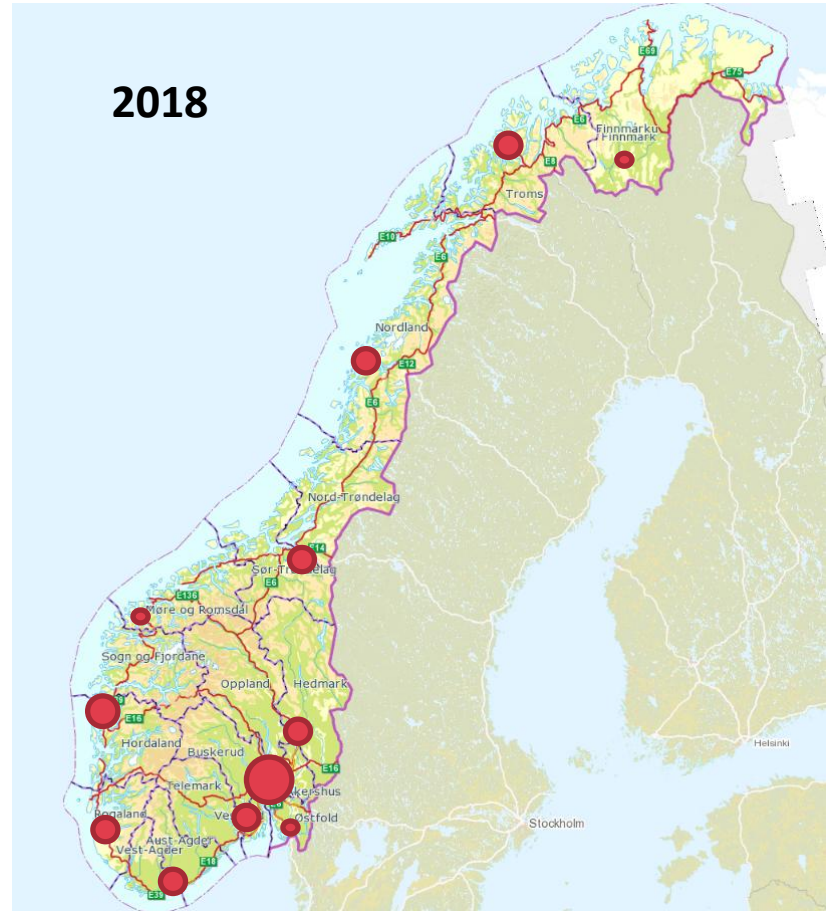 2018
E69
E75
E6
Finnmárku
Finnmark
E8
Troms
E10
E6
Nordland
E12
E6
Nord-Trøndelag
E14
Sør-Trøndelag
E6
E136
Møre og Romsdal
Sogn og Fjordane
Oppland
Hedmark
E16
Hordaland
Buskerud
E16
Helsinki
Telemark
Akershus
E6
Østfold
Stockholm
Rogaland
Aust-Agder
Vest-Agder
E18
E39